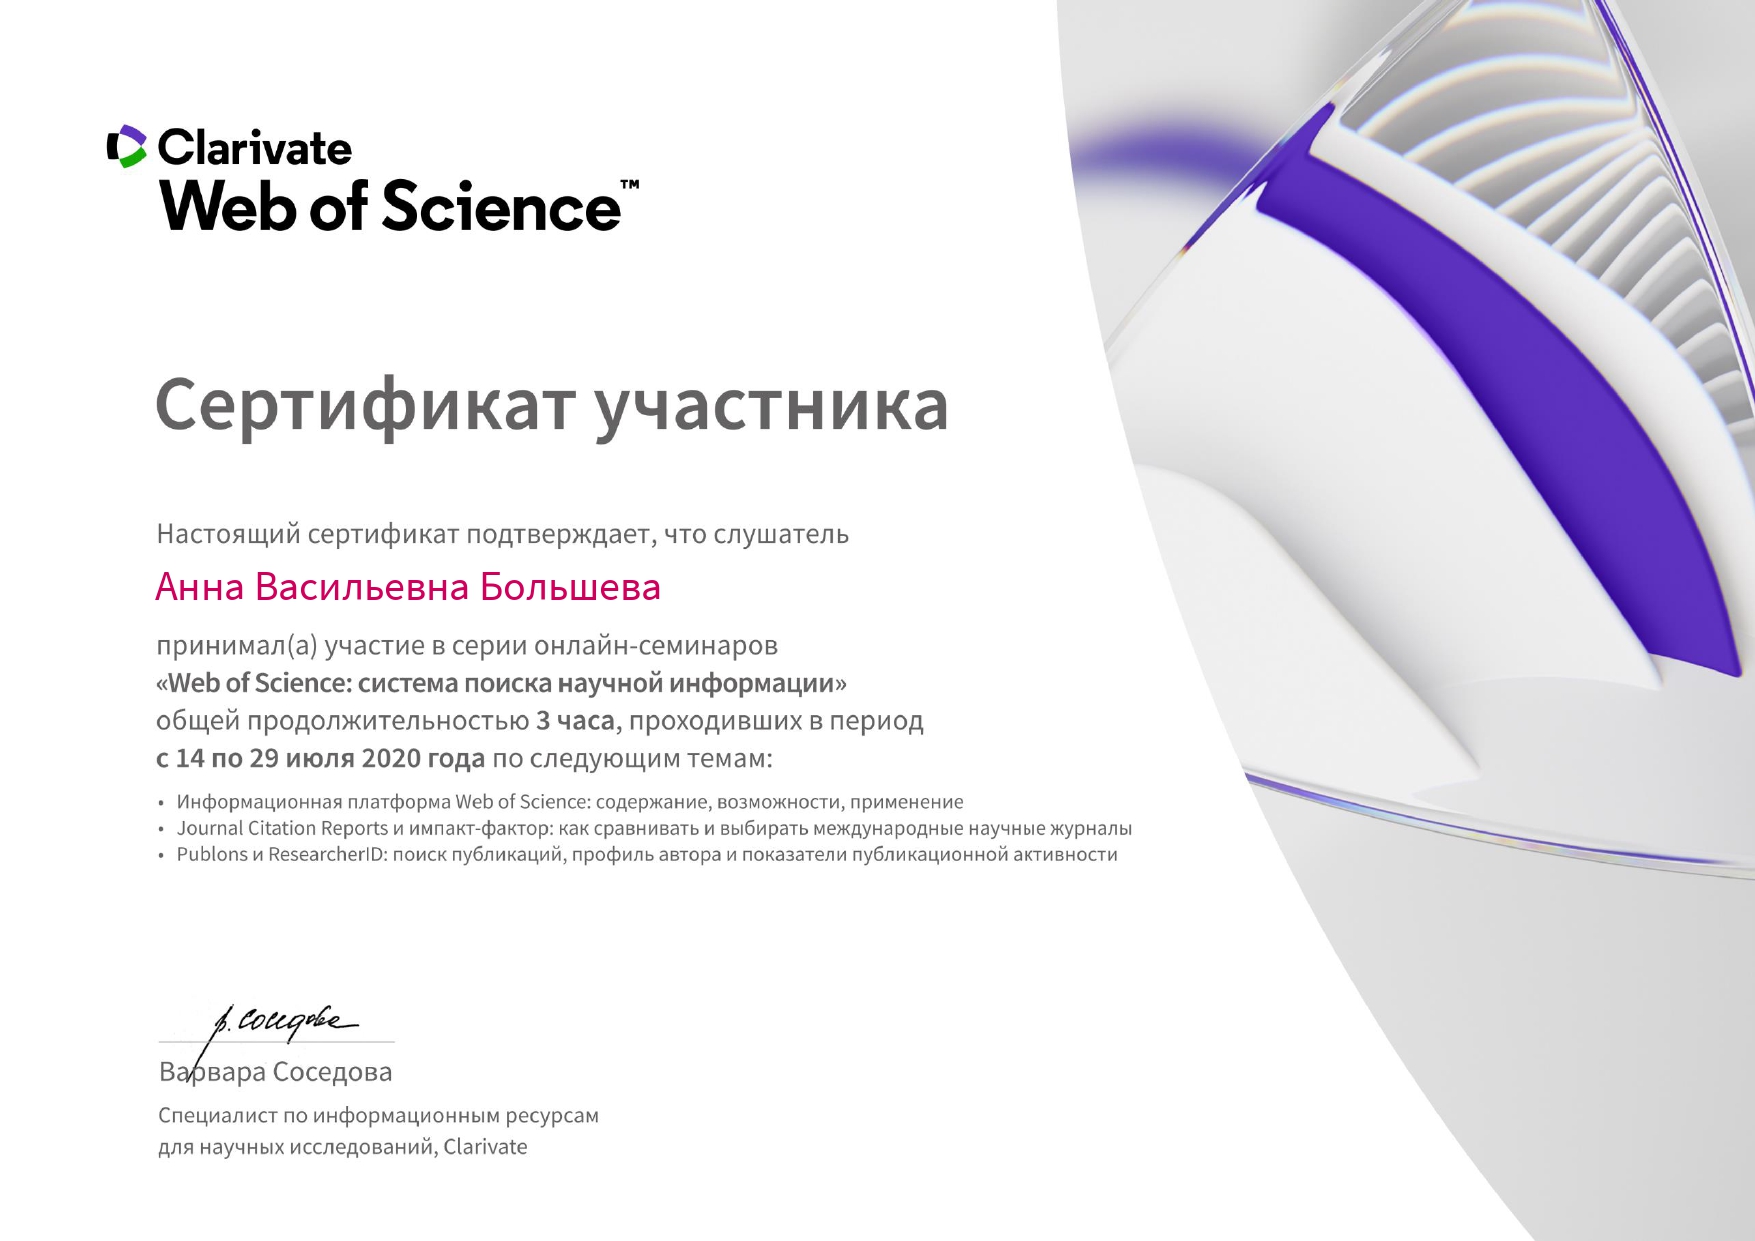 Clarivate
Web of Science™
Сертификат участника
Настоящий сертификат подтверждает, что слушатель
Анна Васильевна Большева
принимал(а) участие в серии онлайн-семинаров
«Web of Science: система поиска научной информации»
общей продолжительностью 3 часа, проходивших в период
с 14 по 29 июля 2020 года по следующим темам:
• Информационная платформа Web of Science: содержание, возможности, применение
• Journal Citation Reports и импакт-фактор: как сравнивать и выбирать международные научные журналы
• Publons и ResearcherID: поиск публикаций, профиль автора и показатели публикационной активности
в. Соседова
Варвара Соседова
Специалист по информационным ресурсам
для научных исследований, Clarivate